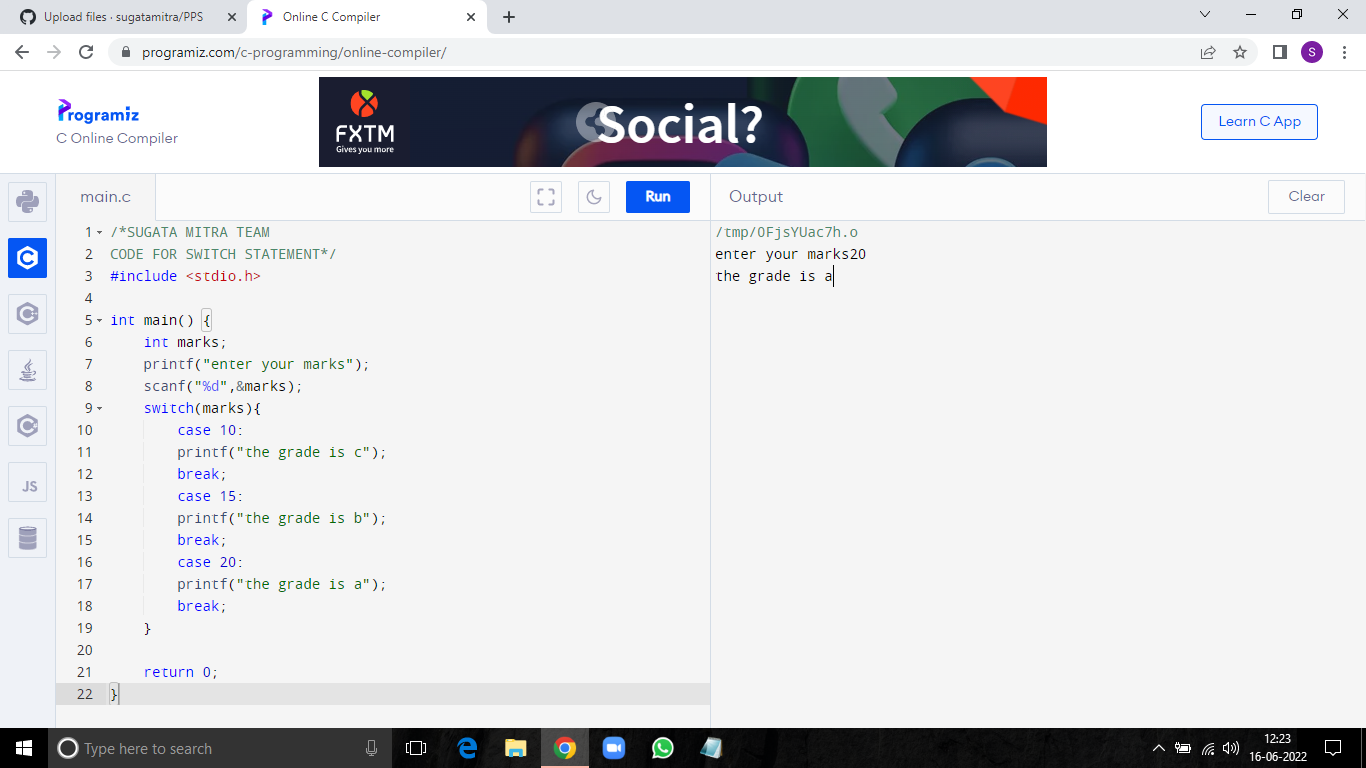 Upload files · sugatamitra/PPS
Online C Compiler
programiz.com/c-programming/online-compiler/
S
Programiz
C Online Compiler
FXTM
Gives you more
Social?
Learn C App
main.c
Run
Output
Clear
1 /*SUGATA MITRA TEAM
2 CODE FOR SWITCH STATEMENT*/
3 #include <stdio.h>
4
5 int main() {
6     int marks;
7     printf("enter your marks");
8     scanf("%d",&marks);
9     switch(marks){
10         case 10:
11         printf("the grade is c");
12         break;
13         case 15:
14         printf("the grade is b");
15         break;
16         case 20:
17         printf("the grade is a");
18         break;
19     }
20
21     return 0;
22 }
/tmp/0FjsYUac7h.o
enter your marks20
the grade is a
JS
Type here to search
12:23
16-06-2022